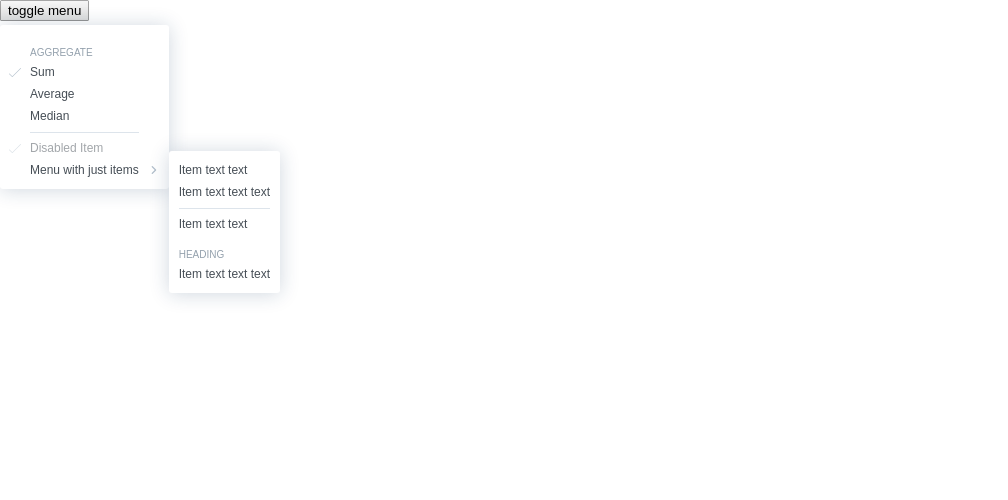 toggle menu
AGGREGATE
Sum
Average
Median
Disabled Item
Menu with just items
Item text text
Item text text text
Item text text
HEADING
Item text text text